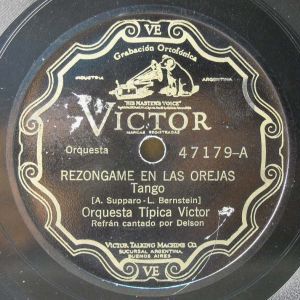 VE
Grabación Ortofónica
INDUSTRIA
ARGENTINA
"HIS MASTER'S VOICE"
VICTOR
MARCAS REGISTRADAS
Orquesta
47179-A
REZONGAME EN LAS OREJAS
Tango
[A. Supparo - L. Bernstein]
Orquesta Típica Victor
Refrán cantado por Delson
VICTOR TALKING MACHINE CO.
SUCURSAL ARGENTINA
BUENOS AIRES
VE